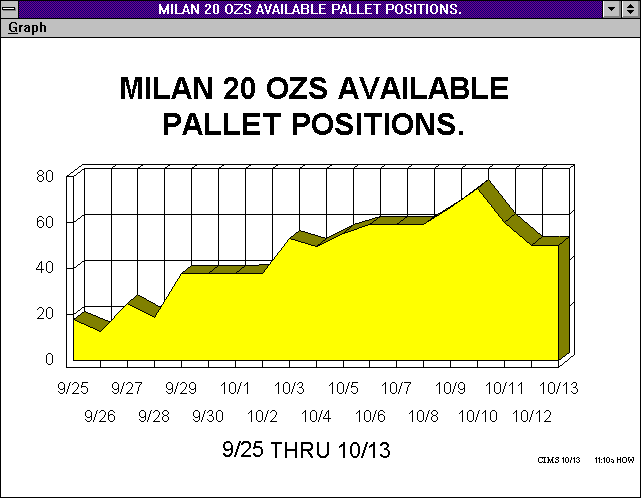 MILAN 20 OZS AVAILABLE PALLET POSITIONS.
Graph
MILAN 20 OZS AVAILABLE
PALLET POSITIONS.
80
60
40
20
0
9/25 9/27 9/29 10/1 10/3 10/5 10/7 10/9 10/11 10/13
9/26 9/28 9/30 10/2 10/4 10/6 10/8 10/10 10/12
9/25 THRU 10/13
CIMS 10/13 11:10a HOW